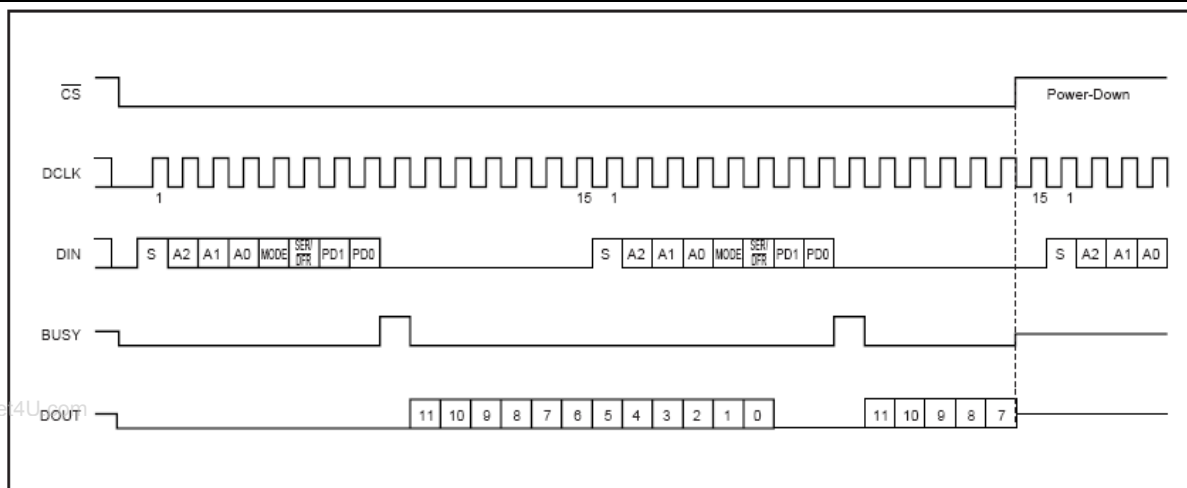 CS
Power-Down
DCLK
1
15 1
15 1
DIN
S A2 A1 A0 MODE SER/DFR PD1 PD0
S A2 A1 A0 MODE SER/DFR PD1 PD0
S A2 A1 A0
BUSY
et4U.com
DOUT
11 10 9 8 7 6 5 4 3 2 1 0
11 10 9 8 7